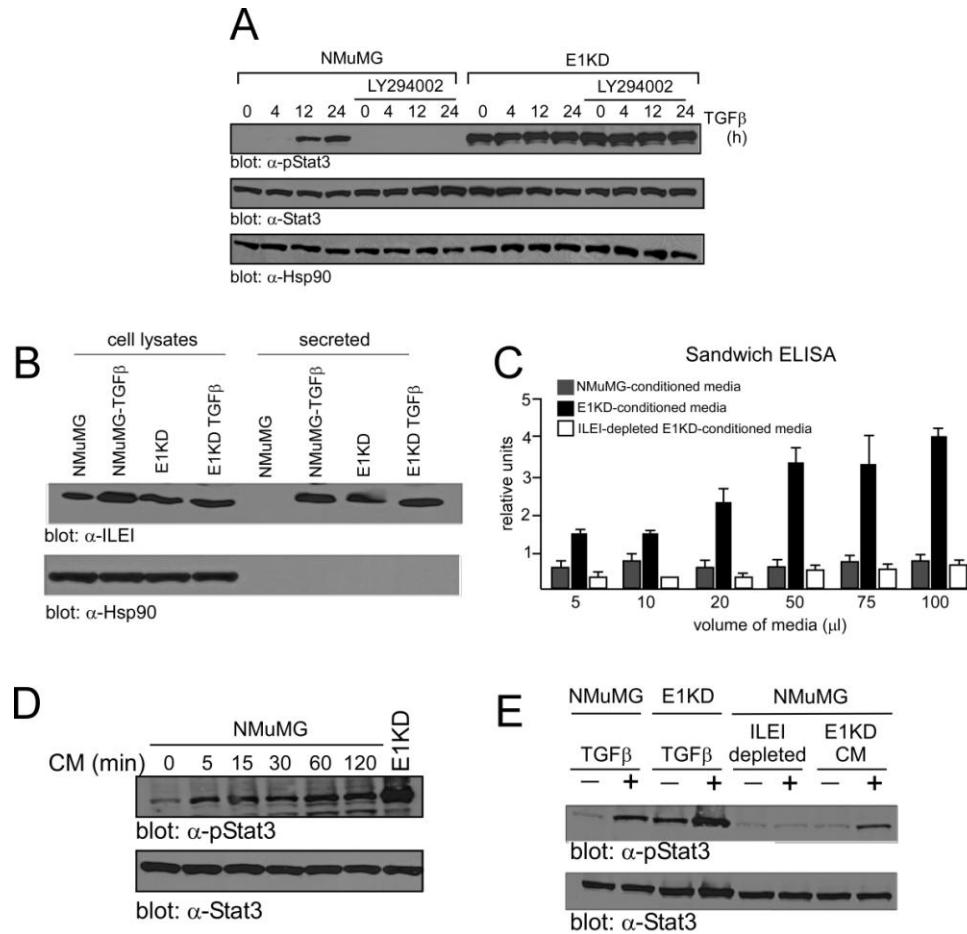 A
NMuMG E1KD
LY294002 LY294002
0 4 12 24 0 4 12 24 0 4 12 24 0 4 12 24 TGFβ
(h)
blot: α-pStat3
blot: α-Stat3
blot: α-Hsp90
B
cell lysates secreted
NMuMG NMuMG-TGFβ E1KD E1KD TGFβ NMuMG NMuMG-TGFβ E1KD E1KD TGFβ
blot: α-ILEI
blot: α-Hsp90
C
Sandwich ELISA
NMuMG-conditioned media
E1KD-conditioned media
ILEI-depleted E1KD-conditioned media
relative units
5
4
3
2
1
5 10 20 50 75 100
volume of media (μl)
D
NMuMG E1KD
CM (min) 0 5 15 30 60 120
blot: α-pStat3
blot: α-Stat3
E
NMuMG E1KD NMuMG
TGFβ TGFβ ILEI depleted E1KD CM
— + — + — + — +
blot: α-pStat3
blot: α-Stat3